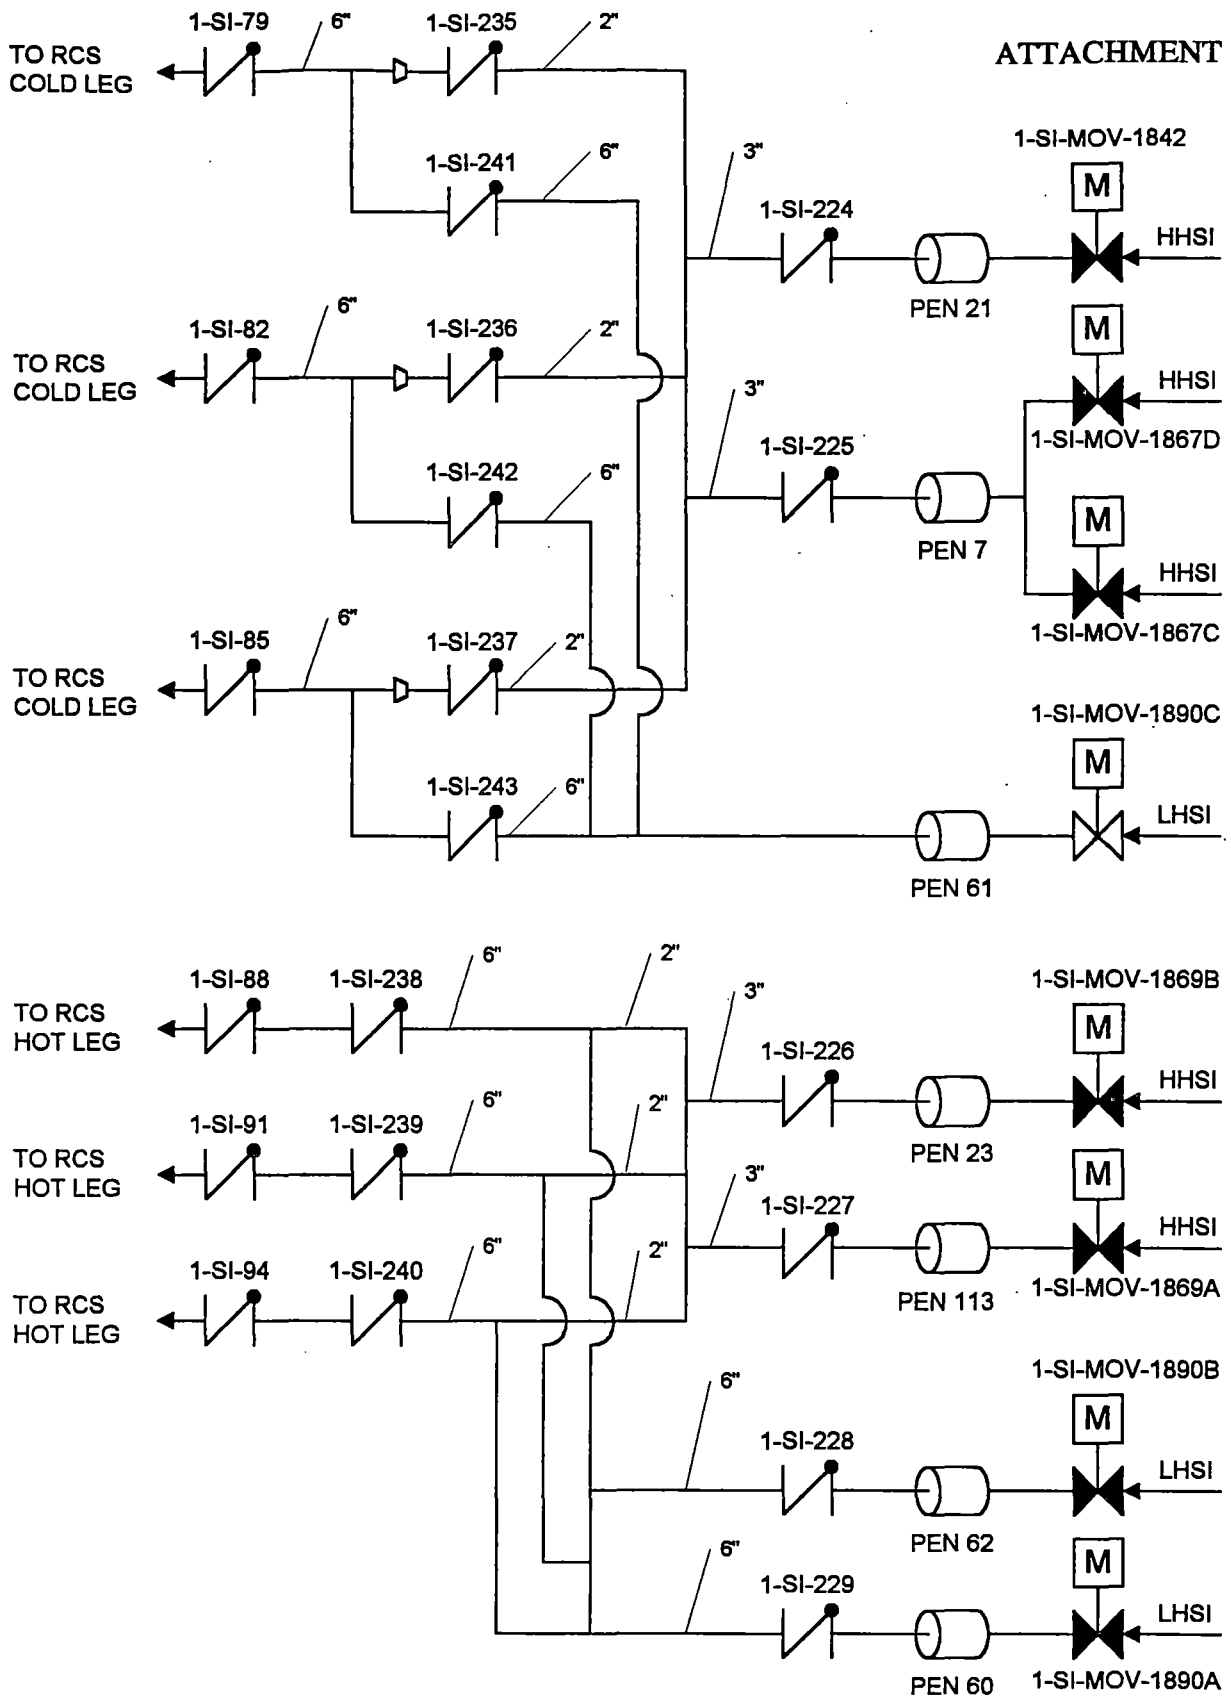 ATTACHMENT
1-SI-79
6"
1-SI-235
2"
TO RCS
COLD LEG
1-SI-241
6"
3"
1-SI-224
1-SI-MOV-1842
M
HHSI
PEN 21
1-SI-82
6"
1-SI-236
2"
TO RCS
COLD LEG
M
HHSI
1-SI-MOV-1867D
3"
1-SI-225
PEN 7
1-SI-242
6"
M
HHSI
1-SI-MOV-1867C
1-SI-85
6"
1-SI-237
2"
TO RCS
COLD LEG
1-SI-243
6"
1-SI-MOV-1890C
M
LHSI
PEN 61
1-SI-88
1-SI-238
6"
2"
TO RCS
HOT LEG
3"
1-SI-226
1-SI-MOV-1869B
M
HHSI
PEN 23
1-SI-91
1-SI-239
6"
2"
TO RCS
HOT LEG
3"
1-SI-227
M
HHSI
PEN 113
1-SI-MOV-1869A
1-SI-94
1-SI-240
6"
2"
TO RCS
HOT LEG
6"
1-SI-228
1-SI-MOV-1890B
M
LHSI
PEN 62
6"
1-SI-229
M
LHSI
PEN 60
1-SI-MOV-1890A